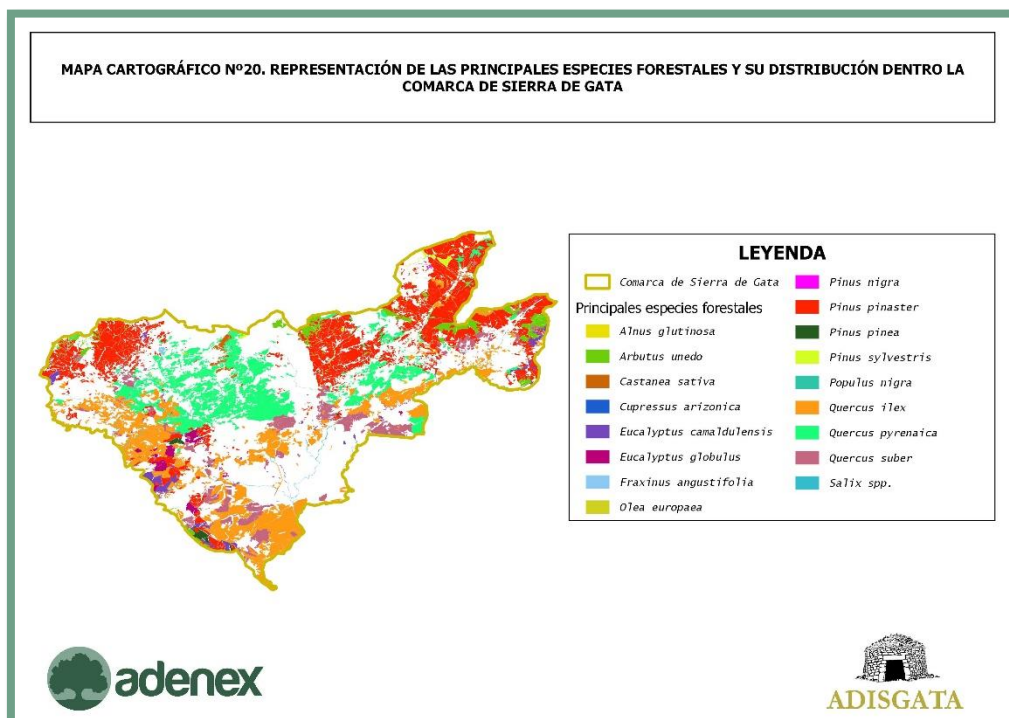 MAPA CARTOGRÁFICO Nº20. REPRESENTACIÓN DE LAS PRINCIPALES ESPECIES FORESTALES Y SU DISTRIBUCIÓN DENTRO LA
COMARCA DE SIERRA DE GATA
LEYENDA
Comarca de Sierra de Gata
Principales especies forestales
Alnus glutinosa
Arbutus unedo
Castanea sativa
Cupressus arizonica
Eucalyptus camaldulensis
Eucalyptus globulus
Fraxinus angustifolia
Olea europaea
Pinus nigra
Pinus pinaster
Pinus pinea
Pinus sylvestris
Populus nigra
Quercus ilex
Quercus pyrenaica
Quercus suber
Salix spp.
adenex
ADISGATA